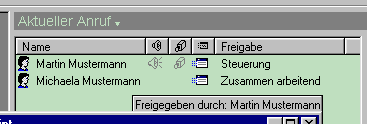 Aktueller Anruf
Name Freigabe
Martin Mustermann Steuerung
Michaela Mustermann Zusammen arbeitend
Freigegeben durch: Martin Mustermann